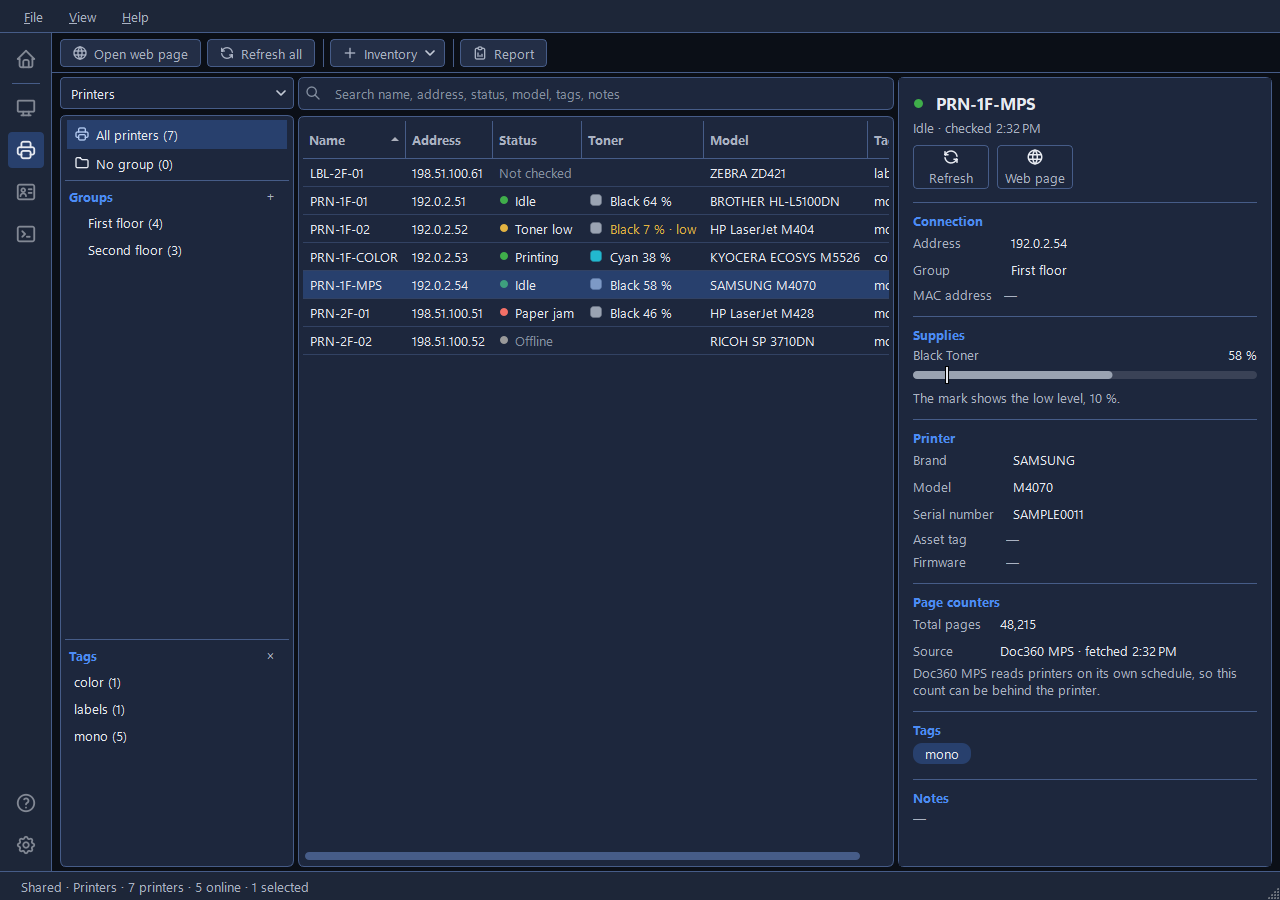 File View Help
Open web page Refresh all Inventory Report
Printers
All printers (7)
No group (0)
Groups +
First floor (4)
Second floor (3)
Tags ×
color (1)
labels (1)
mono (5)
Search name, address, status, model, tags, notes
Name Address Status Toner Model Ta
LBL-2F-01 198.51.100.61 Not checked ZEBRA ZD421 lab
PRN-1F-01 192.0.2.51 Idle Black 64 % BROTHER HL-L5100DN mo
PRN-1F-02 192.0.2.52 Toner low Black 7 % · low HP LaserJet M404 mo
PRN-1F-COLOR 192.0.2.53 Printing Cyan 38 % KYOCERA ECOSYS M5526 co
PRN-1F-MPS 192.0.2.54 Idle Black 58 % SAMSUNG M4070 mo
PRN-2F-01 198.51.100.51 Paper jam Black 46 % HP LaserJet M428 mo
PRN-2F-02 198.51.100.52 Offline RICOH SP 3710DN mo
PRN-1F-MPS
Idle · checked 2:32 PM
Refresh Web page
Connection
Address 192.0.2.54
Group First floor
MAC address —
Supplies
Black Toner 58 %
The mark shows the low level, 10 %.
Printer
Brand SAMSUNG
Model M4070
Serial number SAMPLE0011
Asset tag —
Firmware —
Page counters
Total pages 48,215
Source Doc360 MPS · fetched 2:32 PM
Doc360 MPS reads printers on its own schedule, so this
count can be behind the printer.
Tags
mono
Notes
—
Shared · Printers · 7 printers · 5 online · 1 selected